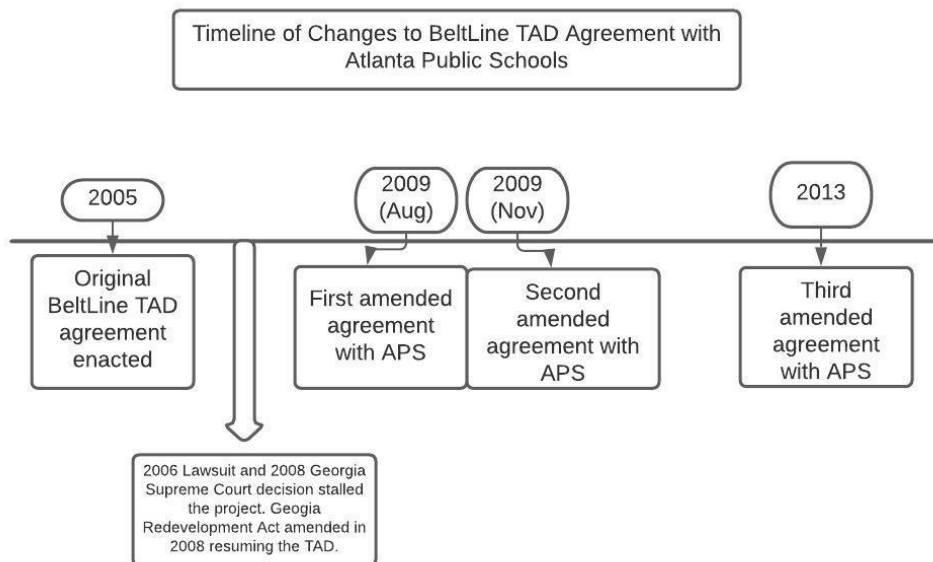 Timeline of Changes to BeltLine TAD Agreement with
Atlanta Public Schools
2005
2009
(Aug)
2009
(Nov)
2013
Original
BeltLine TAD
agreement
enacted
First amended
agreement
with APS
Second
amended
agreement with
APS
Third
amended
agreement
with APS
2006 Lawsuit and 2008 Georgia
Supreme Court decision stalled
the project. Geogia
Redevelopment Act amended in
2008 resuming the TAD.